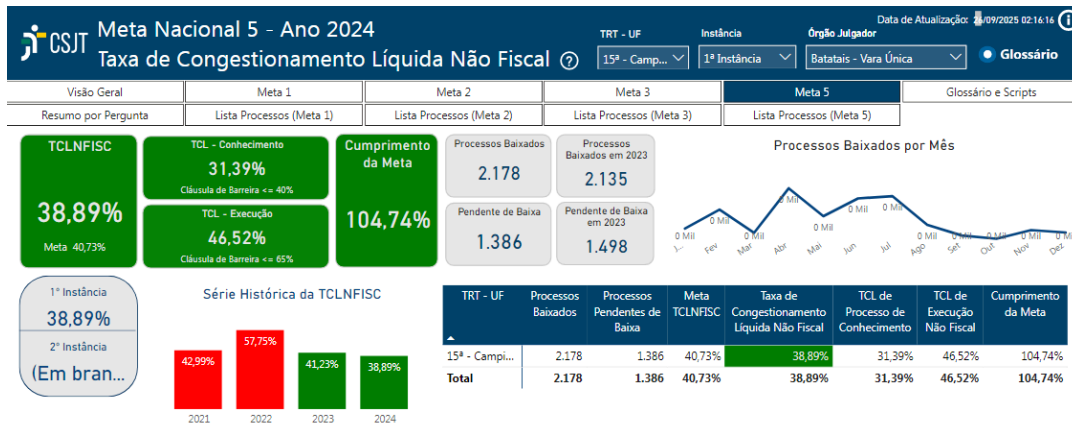 CSJT
Meta Nacional 5 - Ano 2024
Taxa de Congestionamento Líquida Não Fiscal
Data de Atualização: 26/09/2025 02:16:16
TRT - UF
15ª - Camp...
Instância
1ª Instância
Órgão Julgador
Batatais - Vara Única
Glossário
Visão Geral
Meta 1
Meta 2
Meta 3
Meta 5
Glossário e Scripts
Resumo por Pergunta
Lista Processos (Meta 1)
Lista Processos (Meta 2)
Lista Processos (Meta 3)
Lista Processos (Meta 5)
TCLNFISC
38,89%
Meta 40,73%
TCL - Conhecimento
31,39%
Cláusula de Barreira <= 40%
TCL - Execução
46,52%
Cláusula de Barreira <= 65%
Cumprimento
da Meta
104,74%
Processos Baixados
2.178
Processos
Baixados em 2023
2.135
Pendente de Baixa
1.386
Pendente de Baixa
em 2023
1.498
Processos Baixados por Mês
0 Mil
0 Mil
0 Mil
0 Mil
0 Mil
0 Mil
0 Mil
0 Mil
0 Mil
0 Mil
0 Mil
0 M
J...
Fev
Mar
Abr
Mai
Jun
Jul
Ago
Set
Out
Nov
Dez
1° Instância
38,89%
2° Instância
(Em bran...
Série Histórica da TCLNFISC
42,99%
57,75%
41,23%
38,89%
2021
2022
2023
2024
TRT - UF Processos Baixados Processos Pendentes de Baixa Meta TCLNFISC Taxa de Congestionamento Líquida Não Fiscal TCL de Processo de Conhecimento TCL de Execução Não Fiscal Cumprimento da Meta
15ª - Campi... 2.178 1.386 40,73% 38,89% 31,39% 46,52% 104,74%
Total 2.178 1.386 40,73% 38,89% 31,39% 46,52% 104,74%